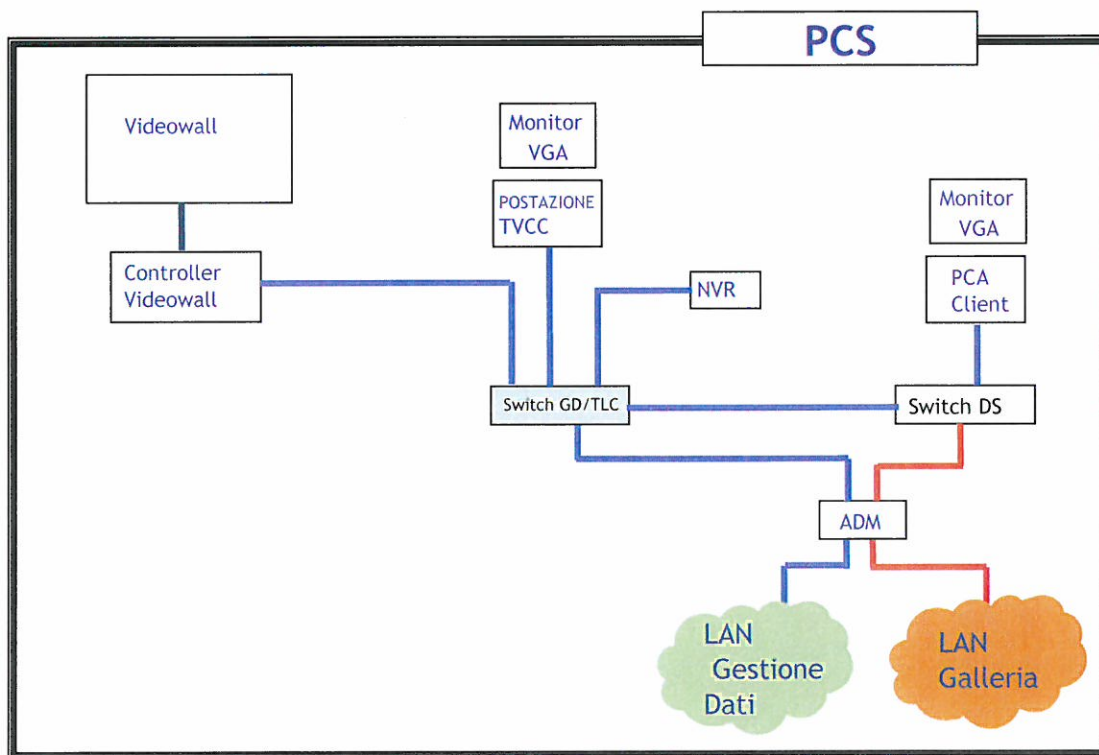 PCS
Videowall
Monitor
VGA
POSTAZIONE
TVCC
Monitor
VGA
Controller
Videowall
NVR
PCA
Client
Switch GD/TLC
Switch DS
ADM
LAN
Gestione
Dati
LAN
Galleria